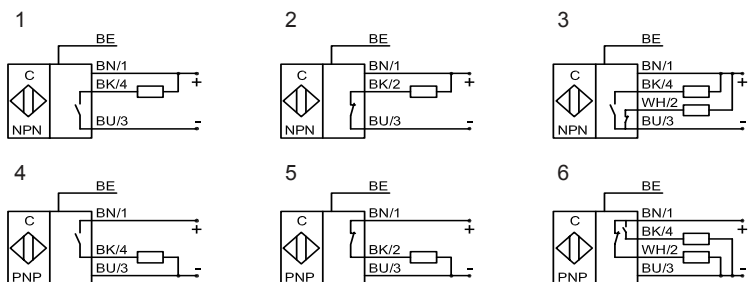 1
BE
BN/1
+
C
BK/4
NPN
BU/3
-
2
BE
BN/1
+
C
BK/2
NPN
BU/3
-
3
BE
BN/1
+
C
BK/4
WH/2
NPN
BU/3
-
4
BE
BN/1
+
C
BK/4
PNP
BU/3
-
5
BE
BN/1
+
C
BK/2
PNP
BU/3
-
6
BE
BN/1
+
C
BK/4
WH/2
PNP
BU/3
-